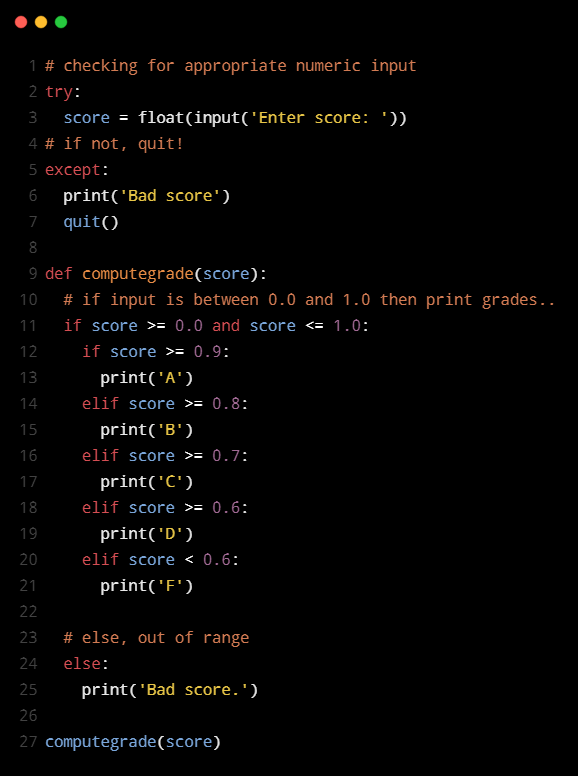 1 # checking for appropriate numeric input
2 try:
3   score = float(input('Enter score: '))
4 # if not, quit!
5 except:
6   print('Bad score')
7   quit()
8
9 def computegrade(score):
10   # if input is between 0.0 and 1.0 then print grades..
11   if score >= 0.0 and score <= 1.0:
12     if score >= 0.9:
13       print('A')
14     elif score >= 0.8:
15       print('B')
16     elif score >= 0.7:
17       print('C')
18     elif score >= 0.6:
19       print('D')
20     elif score < 0.6:
21       print('F')
22
23   # else, out of range
24   else:
25     print('Bad score.')
26
27 computegrade(score)